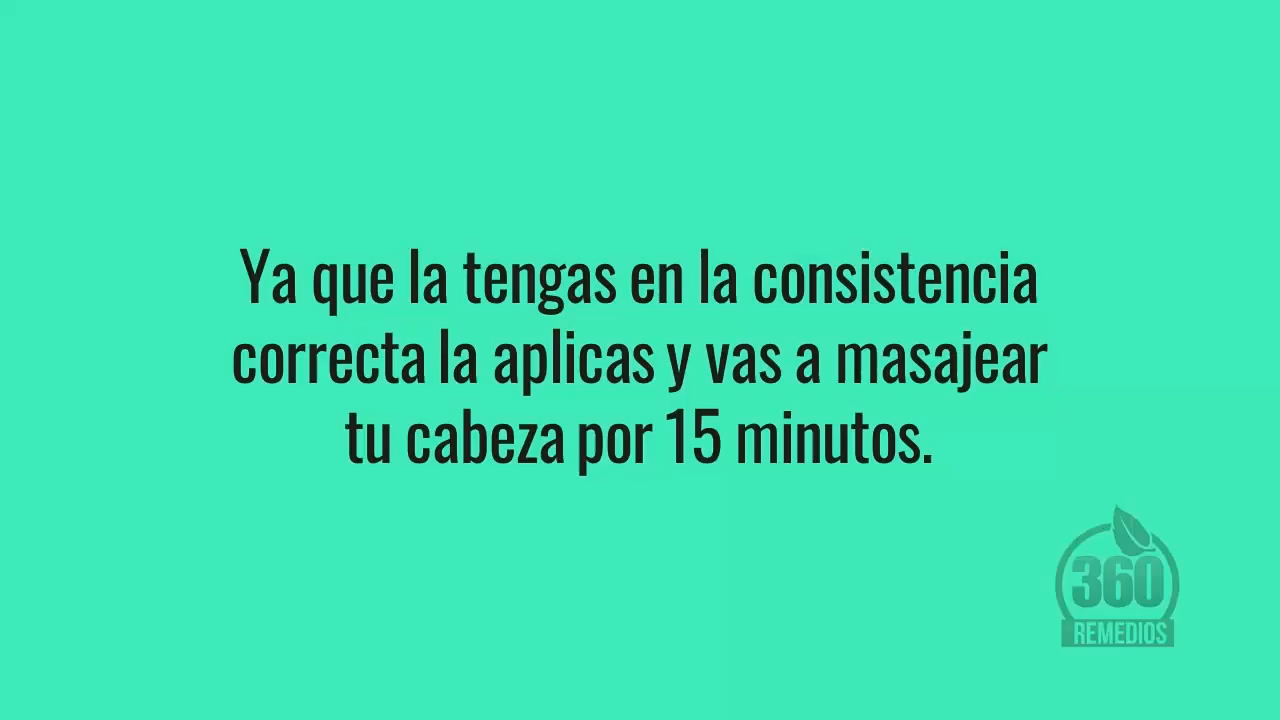 Ya que la tengas en la consistencia
correcta la aplicas y vas a masajear
tu cabeza por 15 minutos.
360
REMEDIOS